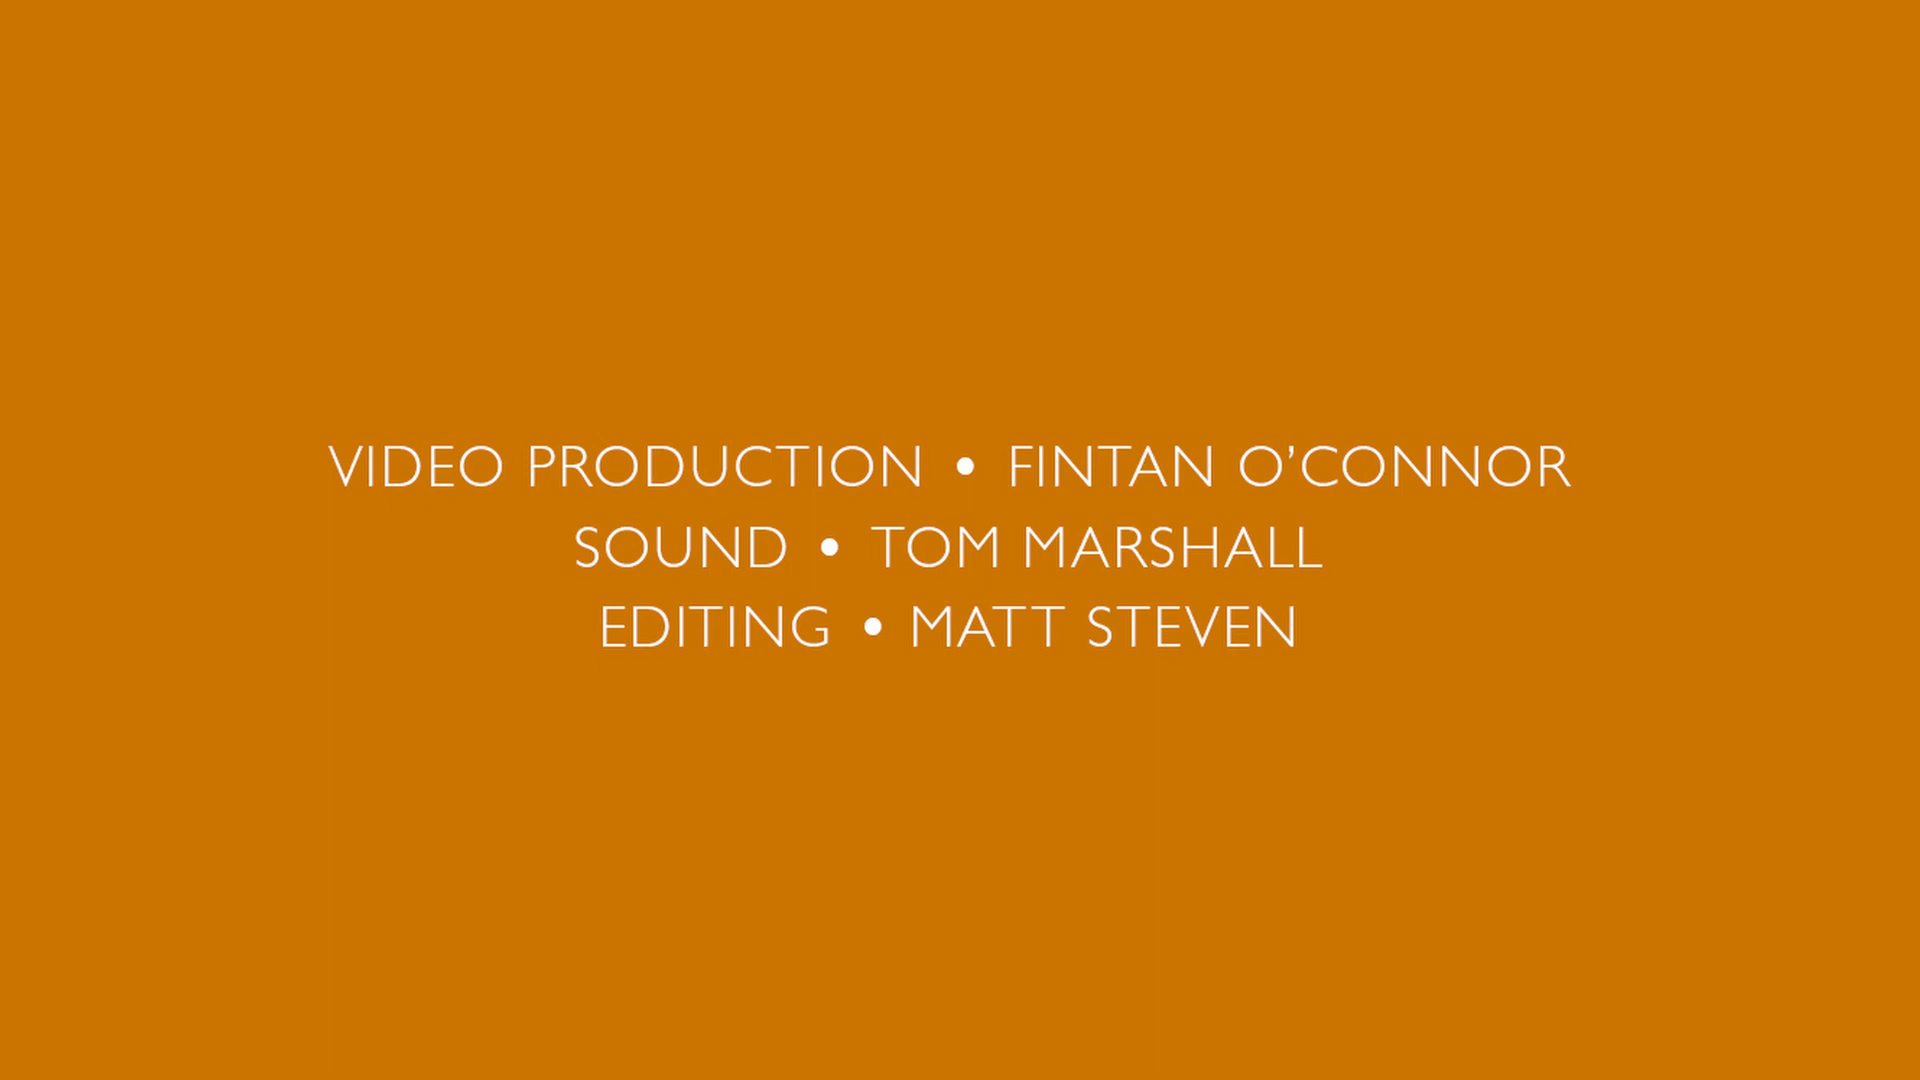 VIDEO PRODUCTION • FINTAN O’CONNOR
SOUND • TOM MARSHALL
EDITING • MATT STEVEN